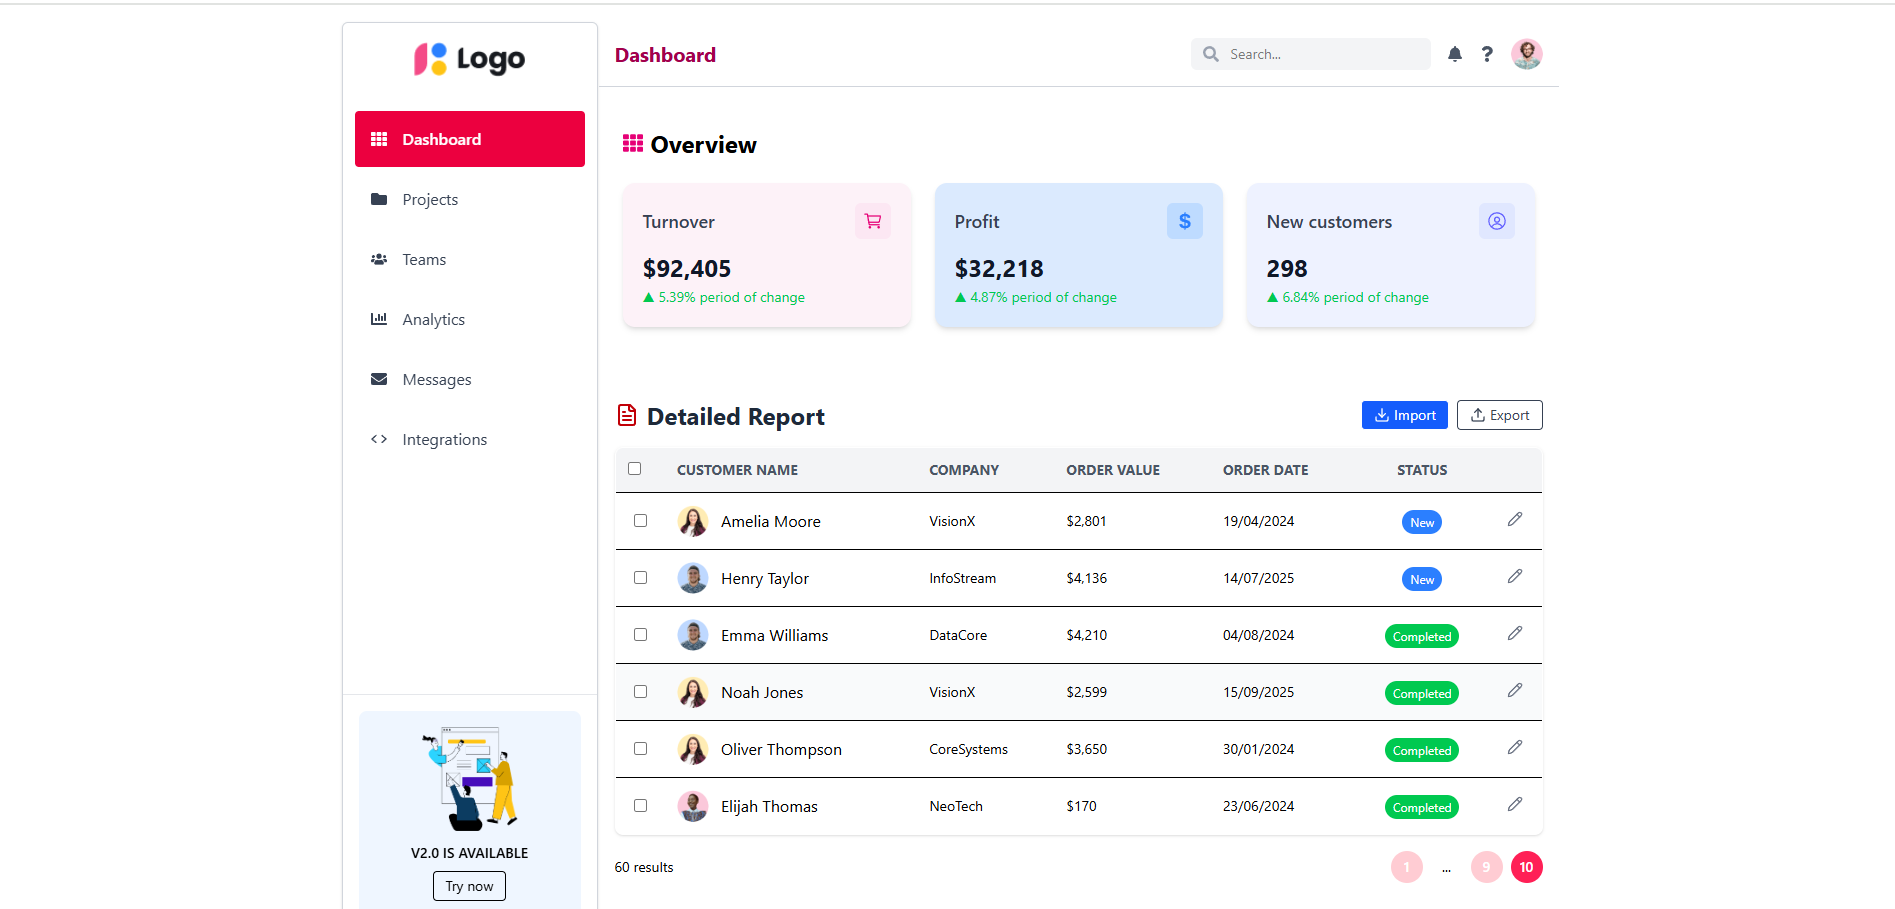 Logo
Dashboard
Projects
Teams
Analytics
Messages
Integrations
V2.0 IS AVAILABLE
Try now
Dashboard
Search...
Overview
Turnover
$92,405
▲ 5.39% period of change
Profit
$
$32,218
▲ 4.87% period of change
New customers
298
▲ 6.84% period of change
Detailed Report
Import
Export
CUSTOMER NAME COMPANY ORDER VALUE ORDER DATE STATUS
Amelia Moore VisionX $2,801 19/04/2024 New
Henry Taylor InfoStream $4,136 14/07/2025 New
Emma Williams DataCore $4,210 04/08/2024 Completed
Noah Jones VisionX $2,599 15/09/2025 Completed
Oliver Thompson CoreSystems $3,650 30/01/2024 Completed
Elijah Thomas NeoTech $170 23/06/2024 Completed
60 results
1 ... 9 10